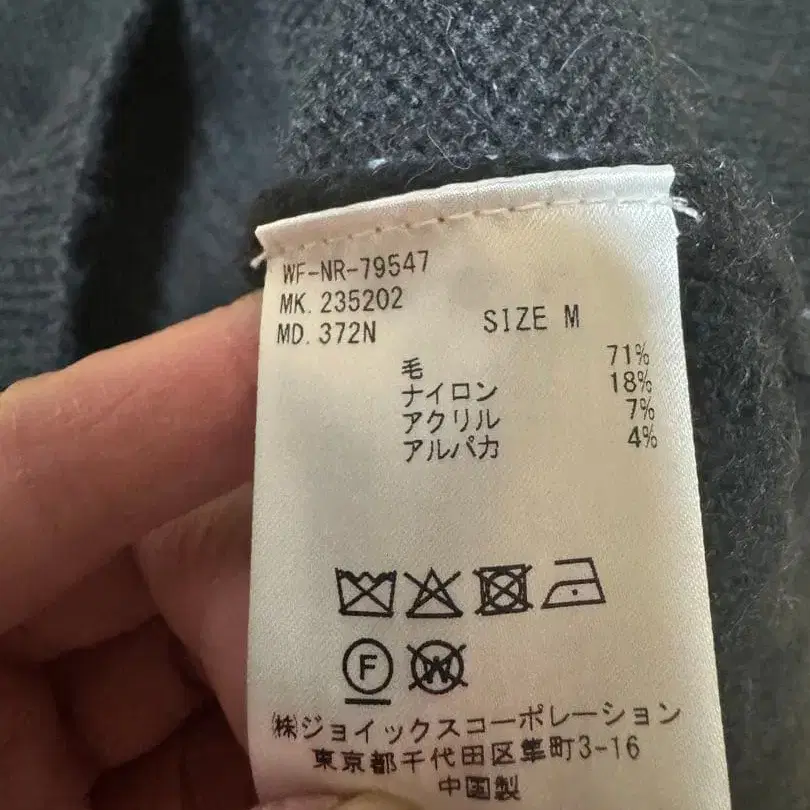 WF-NR-79547
MK. 235202
MD. 372N SIZE M
毛 71%
ナイロン 18%
アクリル 7%
アルパカ 4%
F W
㈱ジョイックスコーポレーション
東京都千代田区隼町3-16
中国製